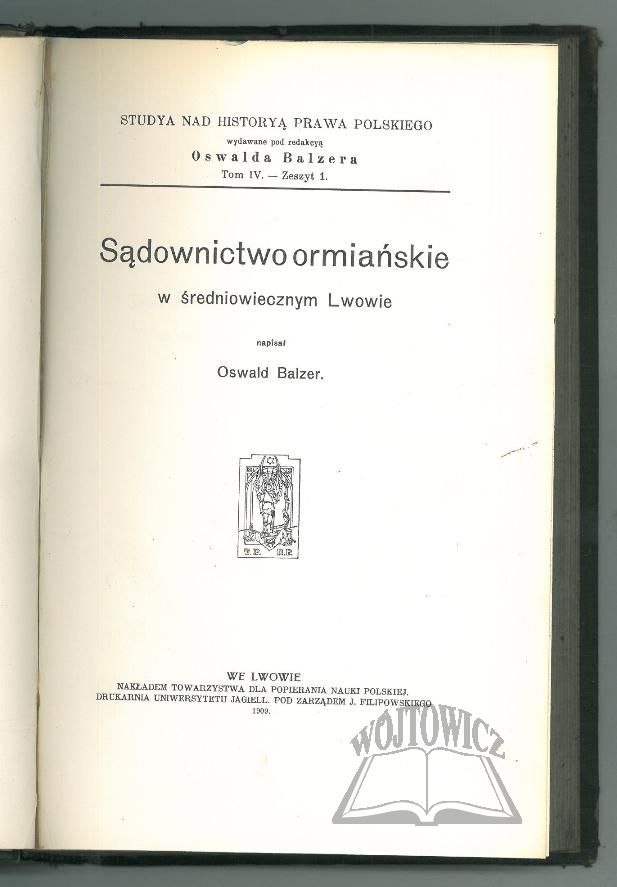 STUDYA NAD HISTORYĄ PRAWA POLSKIEGO
wydawane pod redakcyą
Oswalda Balzera
Tom IV. — Zeszyt 1.
Sądownictwo ormiańskie
w średniowiecznym Lwowie
napisał
Oswald Balzer.
WE LWOWIE
NAKŁADEM TOWARZYSTWA DLA POPIERANIA NAUKI POLSKIEJ.
DRUKARNIA UNIWERSYTETU JAGIELL. POD ZARZĄDEM J. FILIPOWSKIEGO
1909.
WÓJTOWICZ